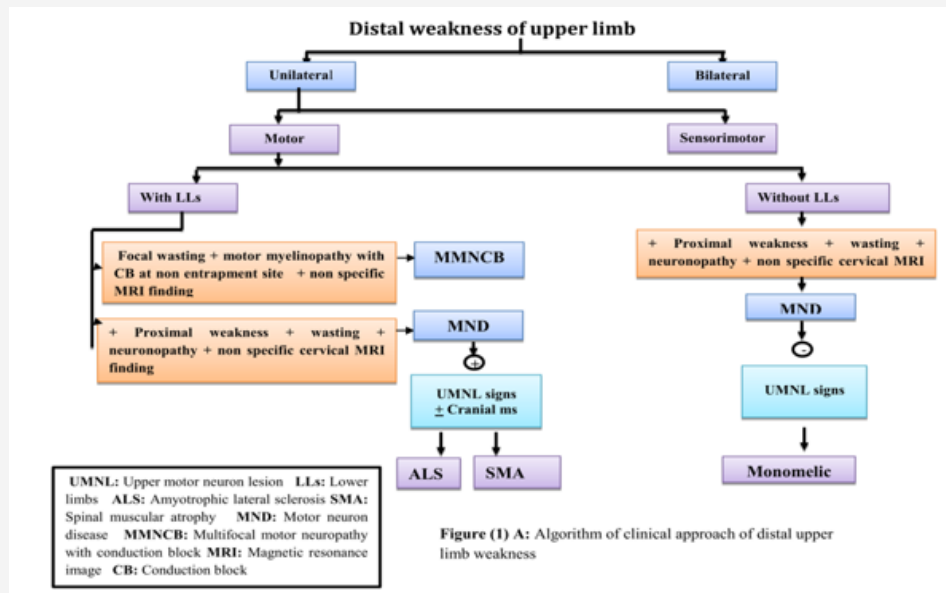 Distal weakness of upper limb
Unilateral
Bilateral
Motor
Sensorimotor
With LLs
Without LLs
Focal wasting + motor myelinopathy with
CB at non entrapment site + non specific
MRI finding
MMNCB
+ Proximal weakness + wasting +
neuronopathy + non specific cervical MRI
+ Proximal weakness + wasting +
neuronopathy + non specific cervical MRI
finding
MND
MND
+
-
UMNL signs
± Cranial ms
UMNL signs
ALS
SMA
Monomelic
UMNL: Upper motor neuron lesion LLs: Lower
limbs ALS: Amyotrophic lateral sclerosis SMA:
Spinal muscular atrophy MND: Motor neuron
disease MMNCB: Multifocal motor neuropathy
with conduction block MRI: Magnetic resonance
image CB: Conduction block
Figure (1) A: Algorithm of clinical approach of distal upper
limb weakness